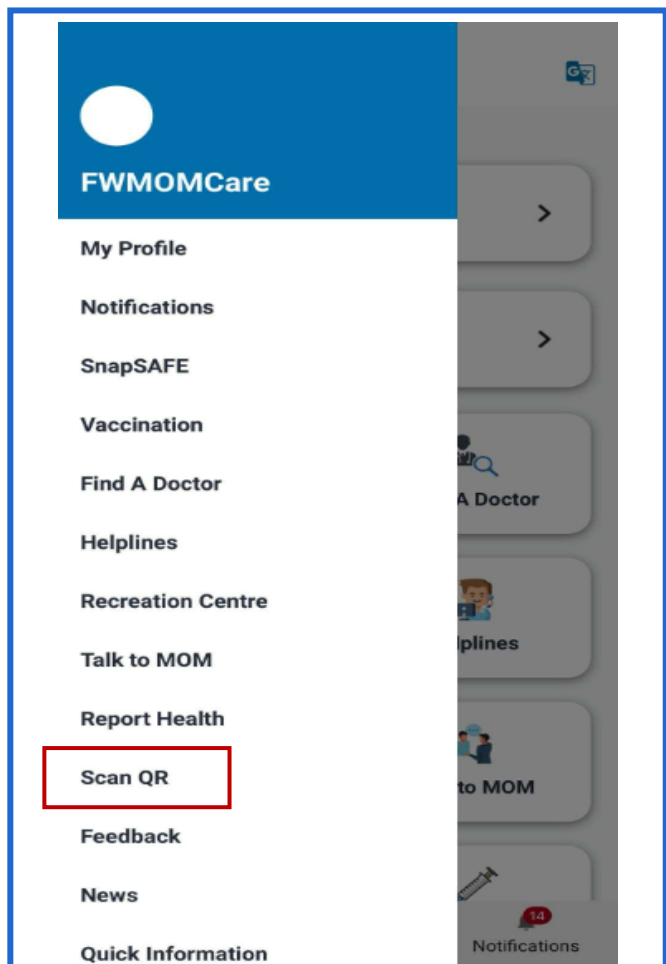 FWMOMCare
My Profile
Notifications
SnapSAFE
Vaccination
Find A Doctor
A Doctor
Helplines
lplines
Recreation Centre
Talk to MOM
to MOM
Report Health
Scan QR
Feedback
News
Quick Information
14
Notifications